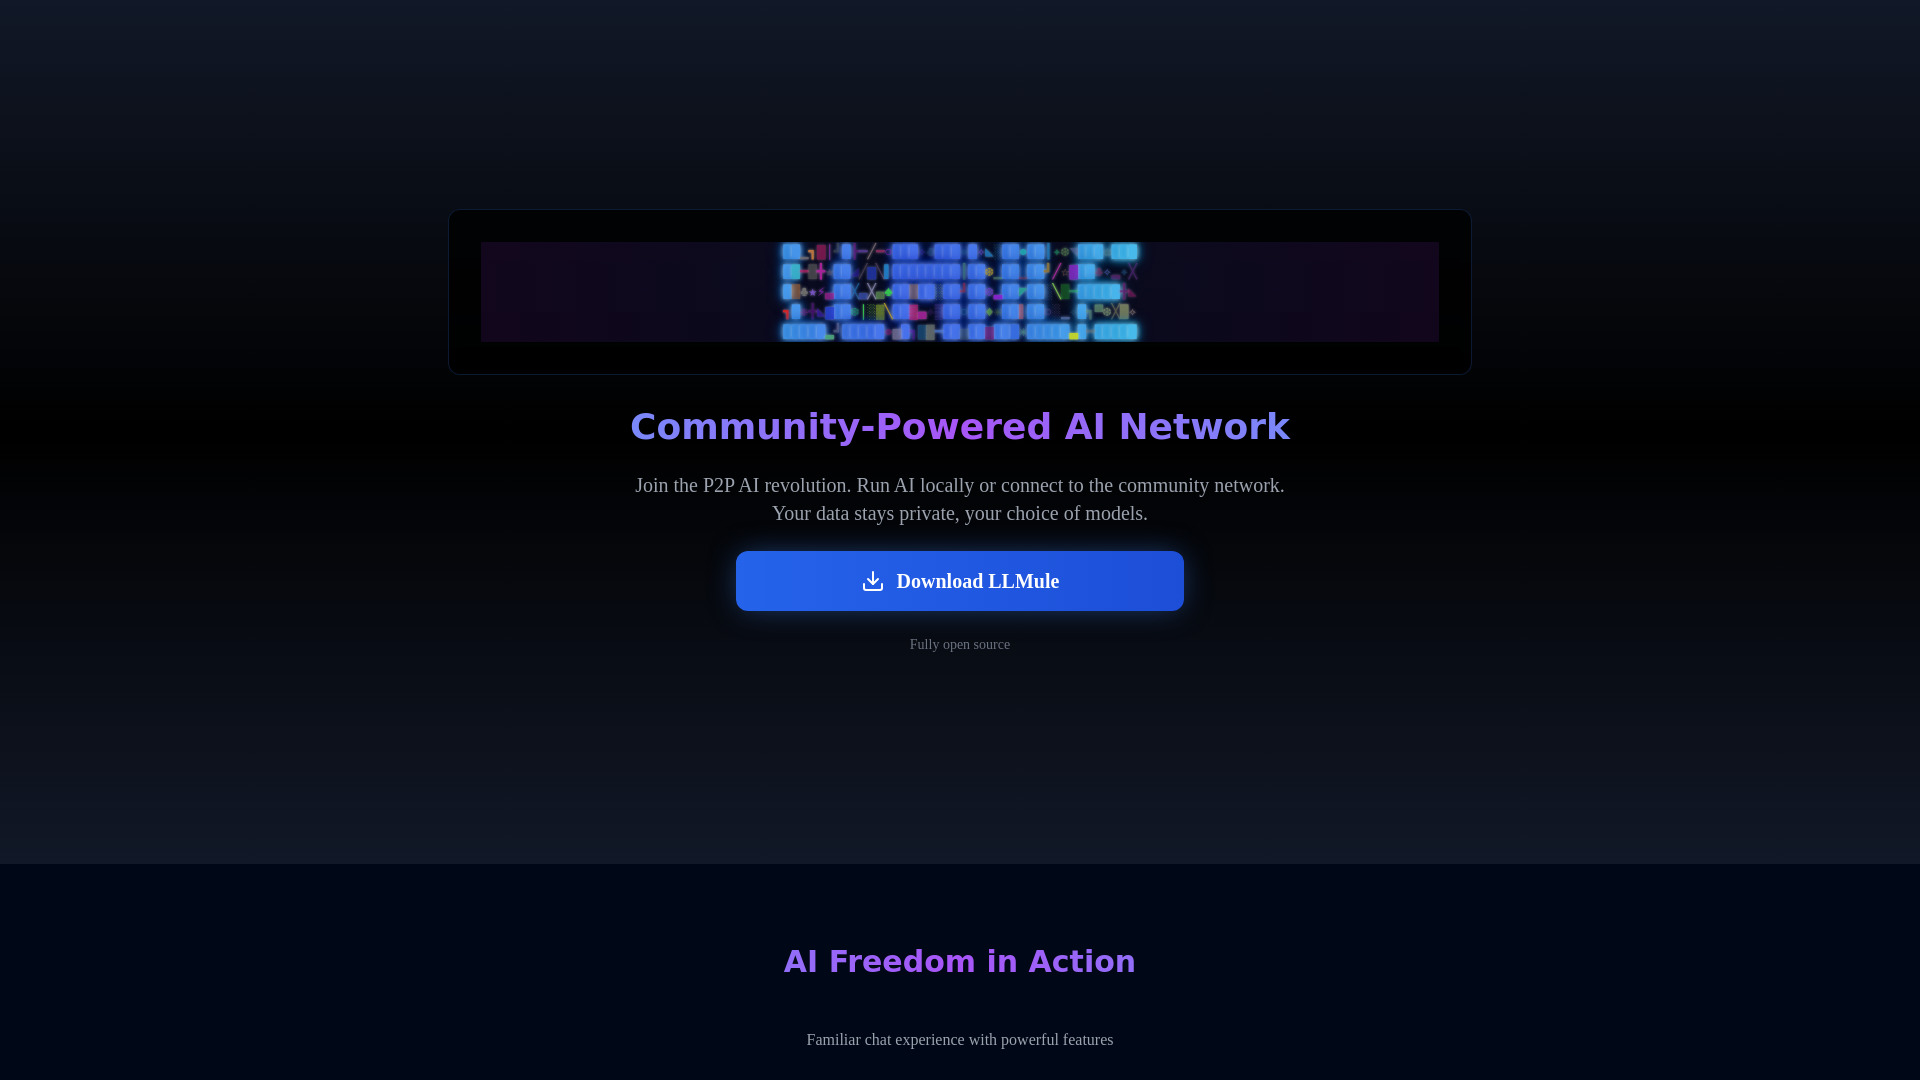 Community-Powered AI Network
Join the P2P AI revolution. Run AI locally or connect to the community network.
Your data stays private, your choice of models.
Download LLMule
Fully open source
AI Freedom in Action
Familiar chat experience with powerful features